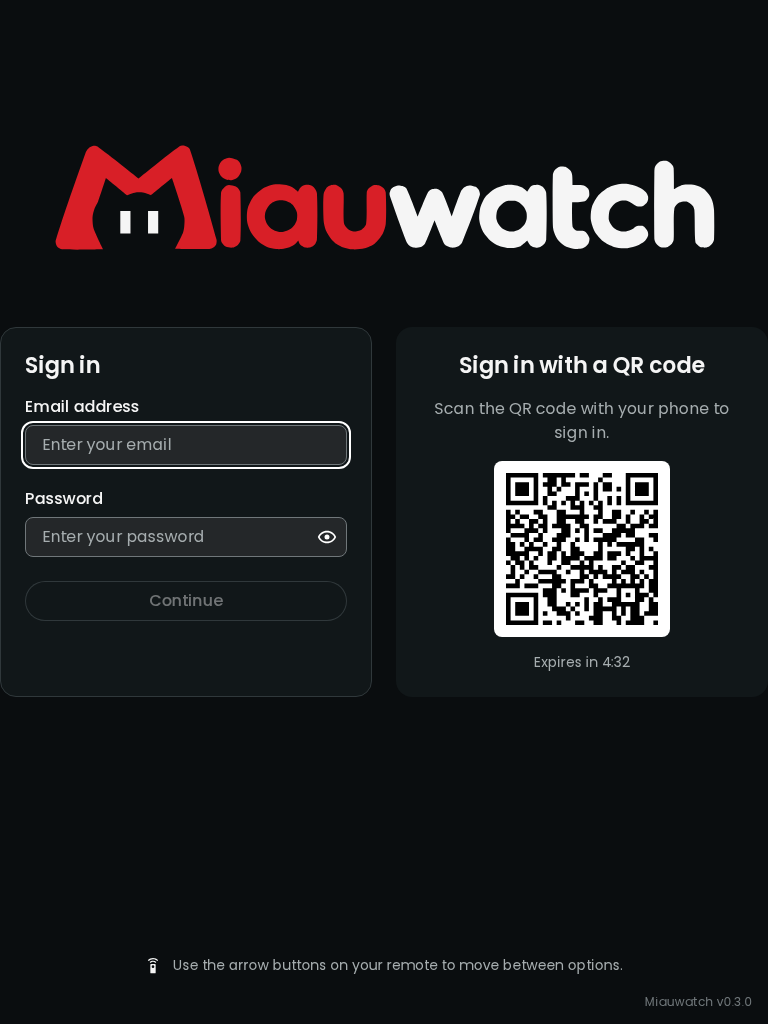 Miauwatch
Sign in
Email address
Enter your email
Password
Enter your password
Continue
Sign in with a QR code
Scan the QR code with your phone to
sign in.
Expires in 4:32
Use the arrow buttons on your remote to move between options.
Miauwatch v0.3.0